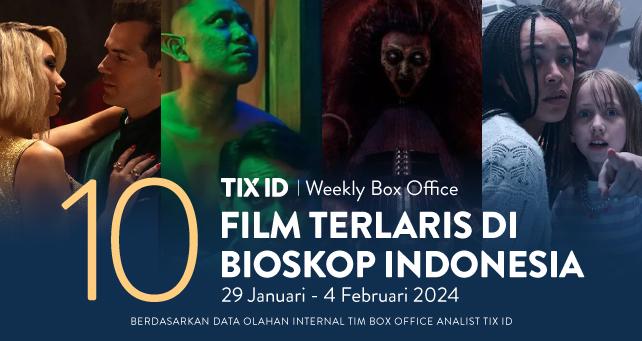 TIX ID | Weekly Box Office
10 FILM TERLARIS DI
BIOSKOP INDONESIA
29 Januari - 4 Februari 2024
BERDASARKAN DATA OLAHAN INTERNAL TIM BOX OFFICE ANALIST TIX ID